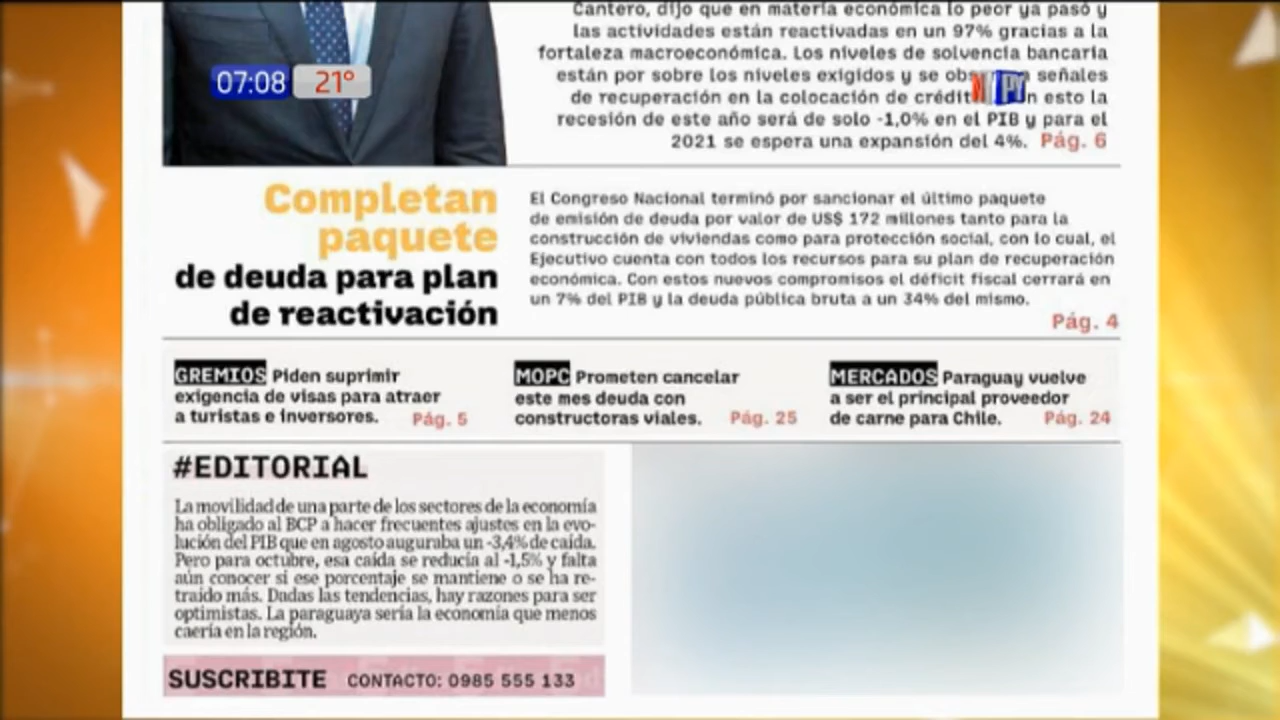 Cantero, dijo que en materia económica lo peor ya pasó y
las actividades están reactivadas en un 97% gracias a la
fortaleza macroeconómica. Los niveles de solvencia bancaria
están por sobre los niveles exigidos y se señales
de recuperación en la colocación de esto la
recesión de este año será de solo -1,0% en el PIB y para el
2021 se espera una expansión del 4%. Pág. 6
07:08 21°
Completan
paquete
de deuda para plan
de reactivación
El Congreso Nacional terminó por sancionar el último paquete
de emisión de deuda por valor de US$ 172 millones tanto para la
construcción de viviendas como para protección social, con lo cual, el
Ejecutivo cuenta con todos los recursos para su plan de recuperación
económica. Con estos nuevos compromisos el déficit fiscal cerrará en
un 7% del PIB y la deuda pública bruta a un 34% del mismo.
Pág. 4
GREMIOS Piden suprimir
exigencia de visas para atraer
a turistas e inversores. Pág. 5
MOPC Prometen cancelar
este mes deuda con
constructoras viales. Pág. 25
MERCADOS Paraguay vuelve
a ser el principal proveedor
de carne para Chile. Pág. 24
#EDITORIAL
La movilidad de una parte de los sectores de la economía
ha obligado al BCP a hacer frecuentes ajustes en la evo-
lución del PIB que en agosto auguraba un -3,4% de caída.
Pero para octubre, esa caída se reducía al -1,5% y falta
aún conocer si ese porcentaje se mantiene o se ha re-
traído más. Dadas las tendencias, hay razones para ser
optimistas. La paraguaya sería la economía que menos
caería en la región.
SUSCRIBITE CONTACTO: 0985 555 133